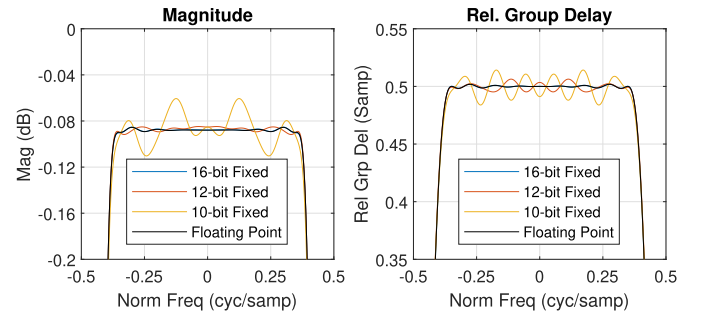 Magnitude
0
-0.04
-0.08
-0.12
-0.16
-0.2
-0.5
-0.25
0
0.25
0.5
Mag (dB)
Norm Freq (cyc/samp)
16-bit Fixed
12-bit Fixed
10-bit Fixed
Floating Point
Rel. Group Delay
0.55
0.5
0.45
0.4
0.35
-0.5
-0.25
0
0.25
0.5
Rel Grp Del (Samp)
Norm Freq (cyc/samp)
16-bit Fixed
12-bit Fixed
10-bit Fixed
Floating Point